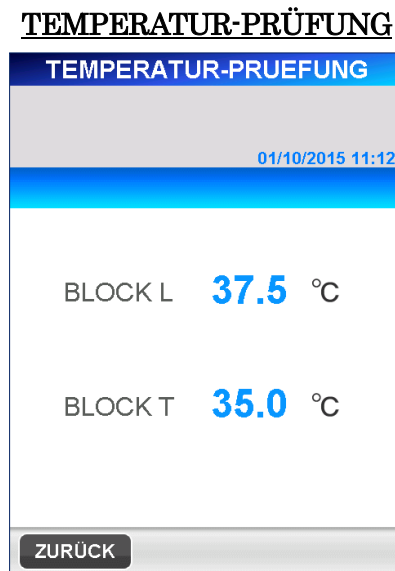 TEMPERATUR-PRÜFUNG
TEMPERATUR-PRUEFUNG
01/10/2015 11:12
BLOCK L 37.5 °C
BLOCK T 35.0 °C
ZURÜCK